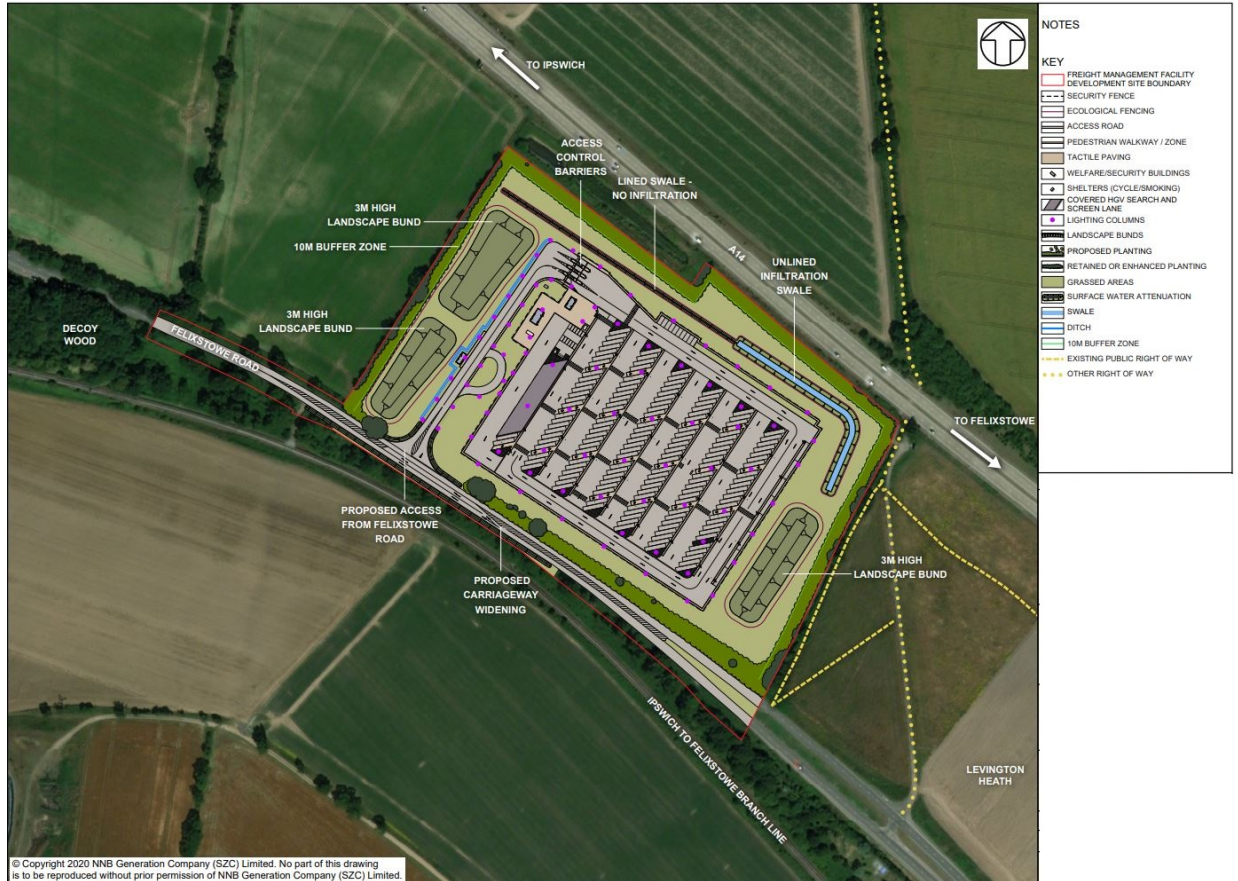 TO IPSWICH
ACCESS
CONTROL
BARRIERS
LINED SWALE -
NO INFILTRATION
3M HIGH
LANDSCAPE BUND
10M BUFFER ZONE
A14
UNLINED
INFILTRATION
SWALE
3M HIGH
LANDSCAPE BUND
DECOY
WOOD
FELIXSTOWE ROAD
TO FELIXSTOWE
PROPOSED ACCESS
FROM FELIXSTOWE
ROAD
3M HIGH
LANDSCAPE BUND
PROPOSED
CARRIAGEWAY
WIDENING
IPSWICH TO FELIXSTOWE BRANCH LINE
LEVINGTON
HEATH
© Copyright 2020 NNB Generation Company (SZC) Limited. No part of this drawing
is to be reproduced without prior permission of NNB Generation Company (SZC) Limited.
NOTES
KEY
FREIGHT MANAGEMENT FACILITY
DEVELOPMENT SITE BOUNDARY
SECURITY FENCE
ECOLOGICAL FENCING
ACCESS ROAD
PEDESTRIAN WALKWAY / ZONE
TACTILE PAVING
WELFARE/SECURITY BUILDINGS
SHELTERS (CYCLE/SMOKING)
COVERED HGV SEARCH AND
SCREEN LANE
LIGHTING COLUMNS
LANDSCAPE BUNDS
PROPOSED PLANTING
RETAINED OR ENHANCED PLANTING
GRASSED AREAS
SURFACE WATER ATTENUATION
SWALE
DITCH
10M BUFFER ZONE
EXISTING PUBLIC RIGHT OF WAY
OTHER RIGHT OF WAY